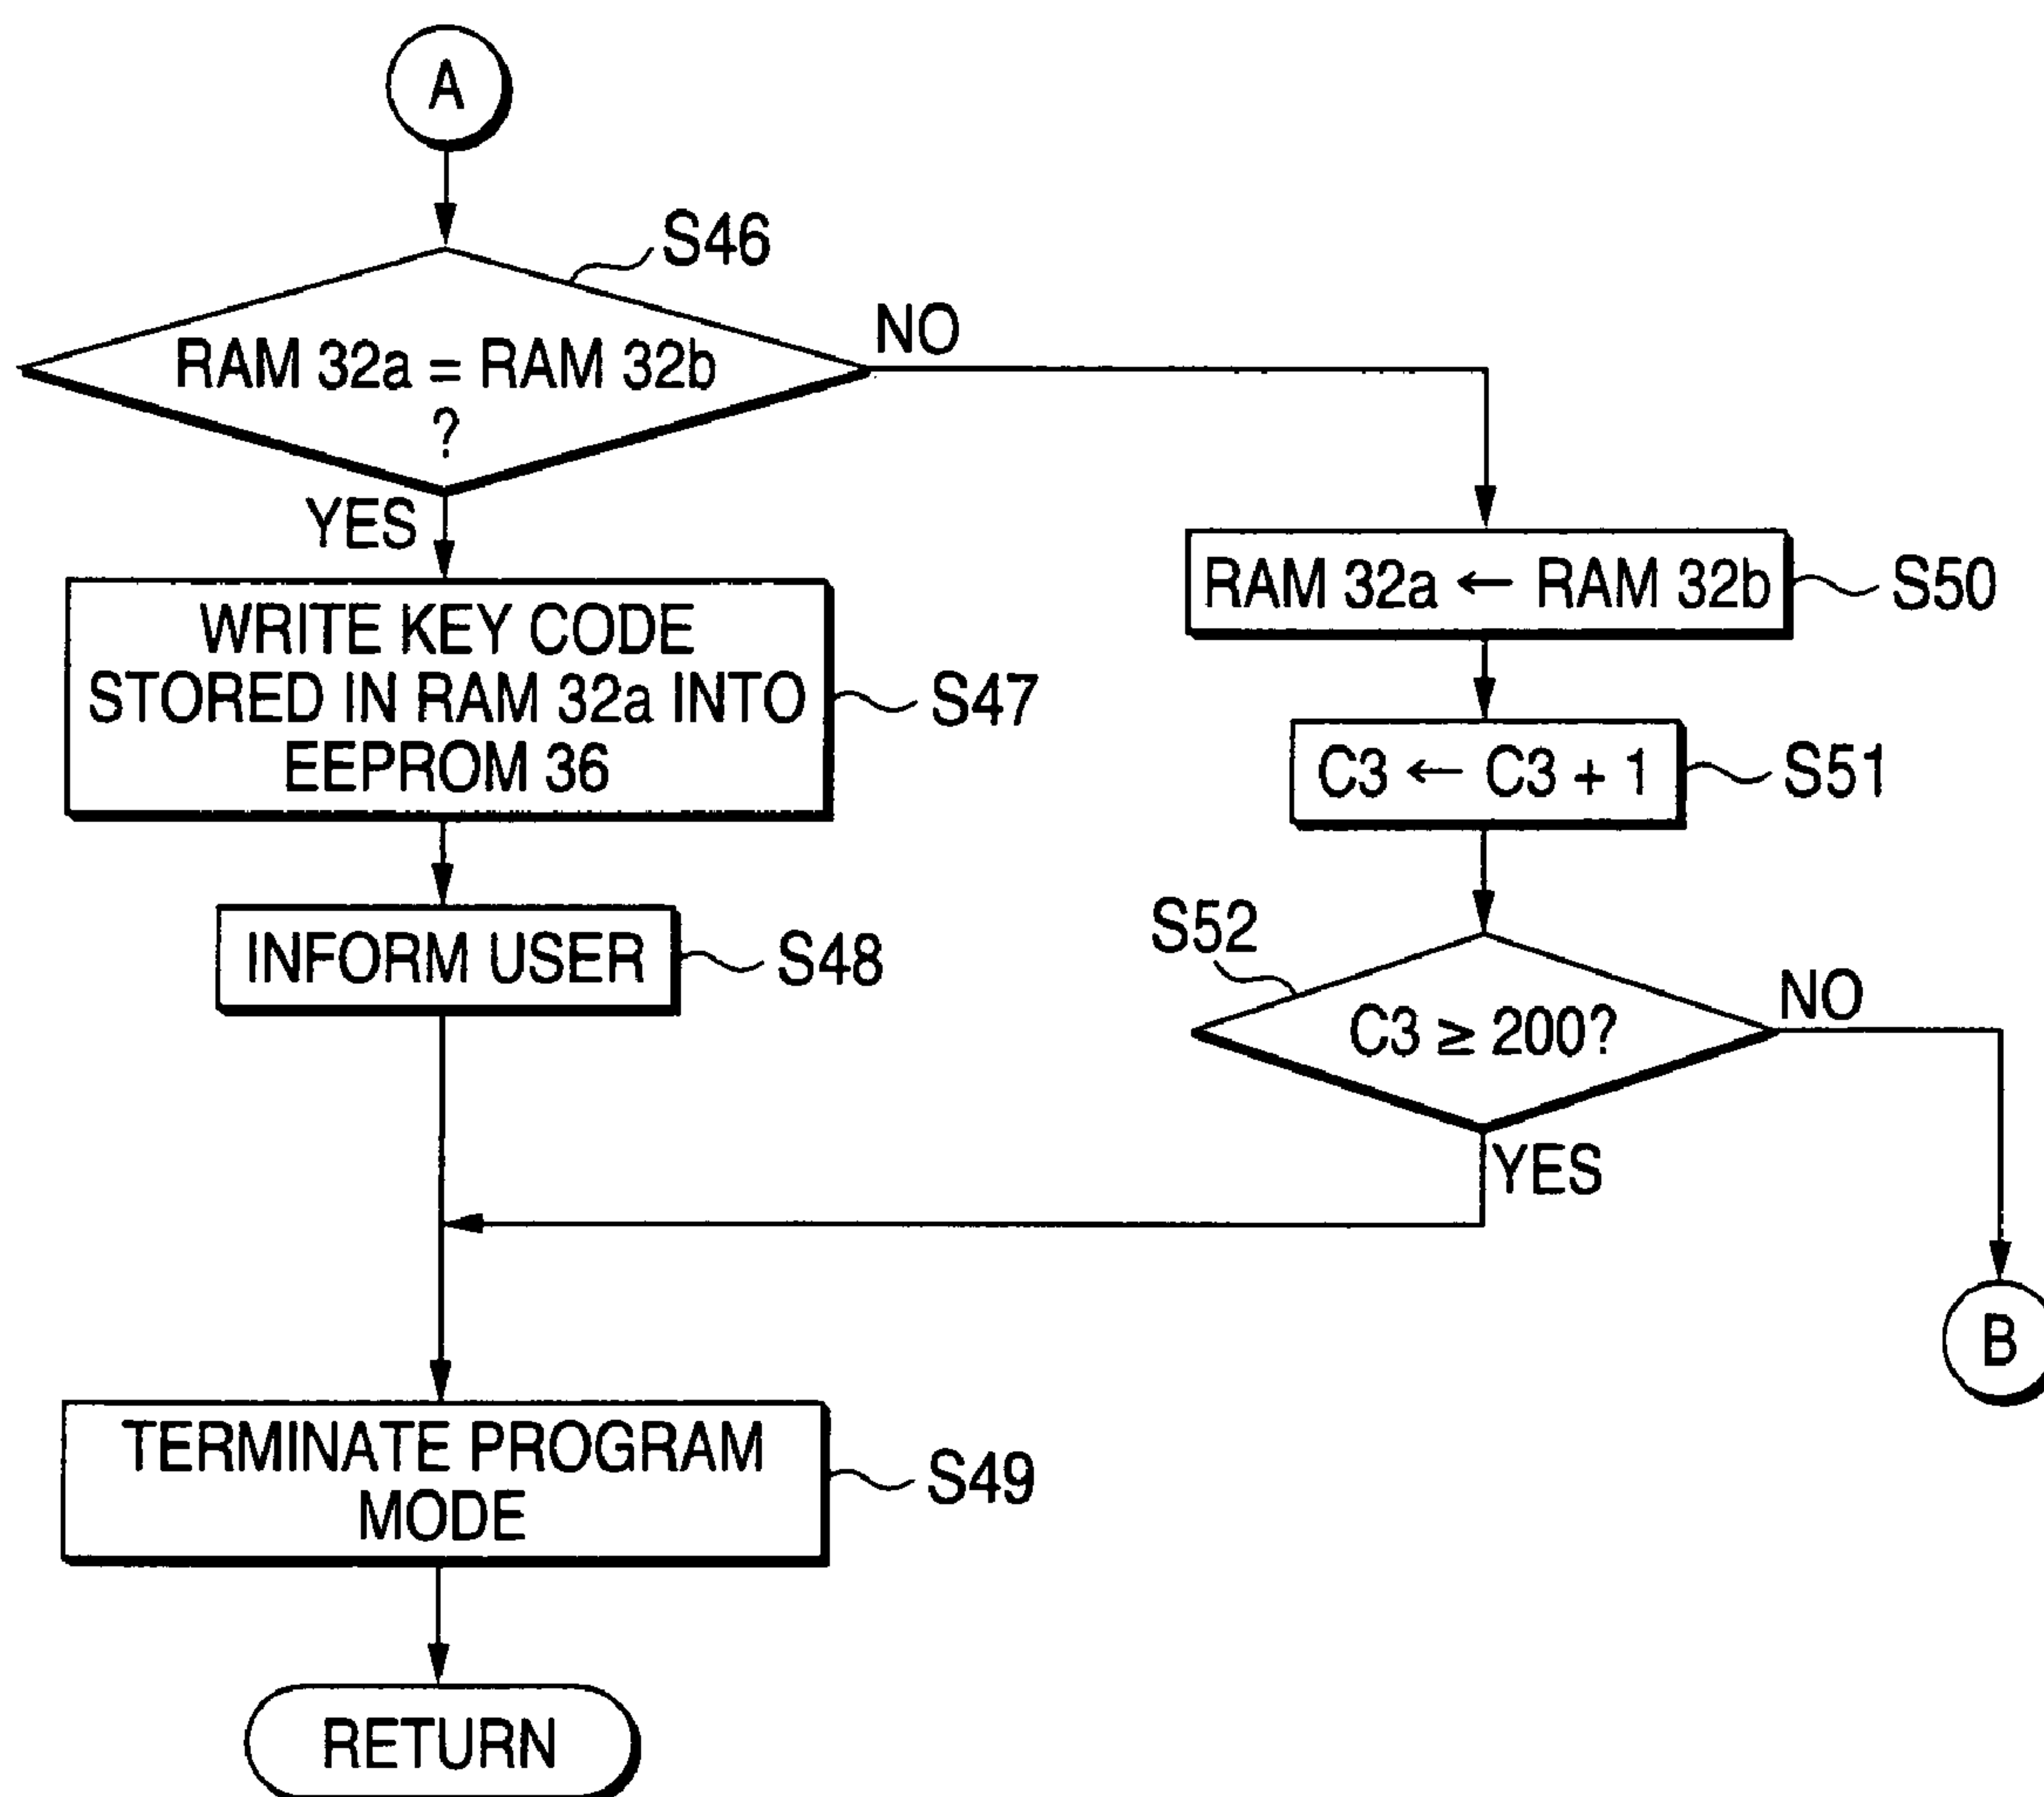 A
S46
RAM 32a = RAM 32b
?
NO
YES
WRITE KEY CODE
STORED IN RAM 32a INTO
EEPROM 36
S47
INFORM USER
S48
RAM 32a ← RAM 32b
S50
C3 ← C3 + 1
S51
S52
C3 ≥ 200?
NO
YES
B
TERMINATE PROGRAM
MODE
S49
RETURN